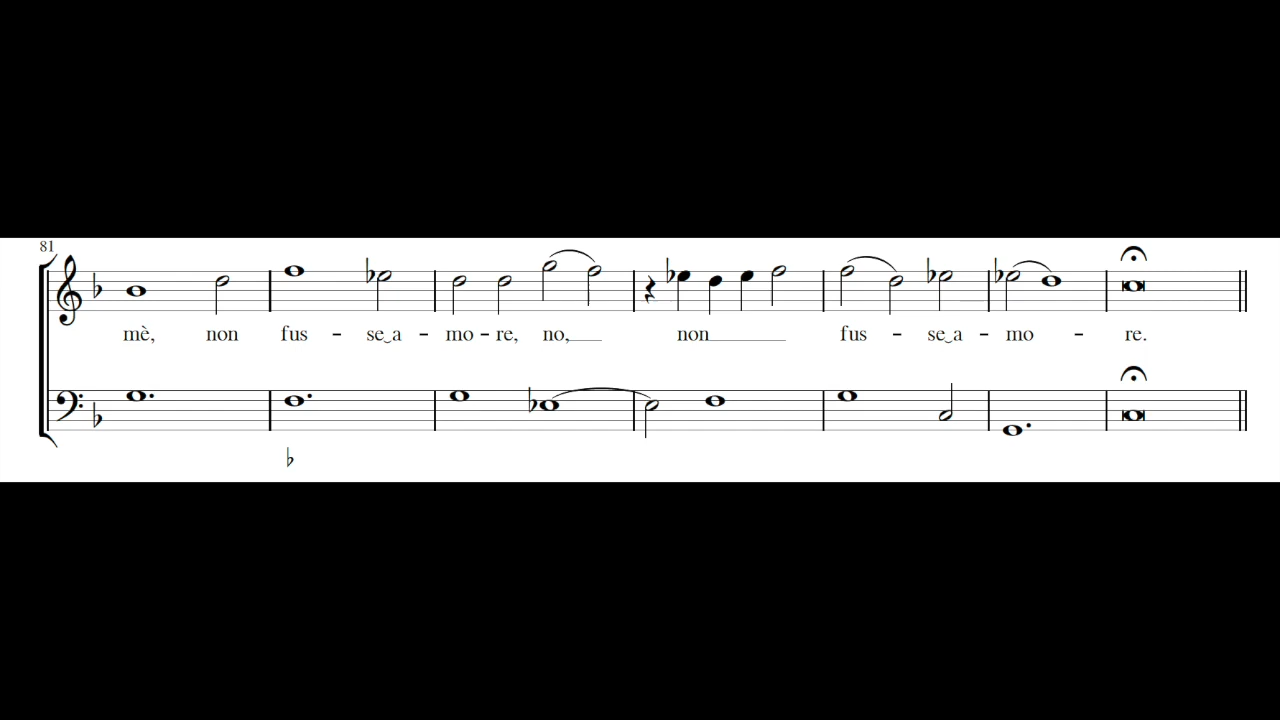 81
mè, non fus - se‿a - mo - re, no, non fus - se‿a - mo - re.